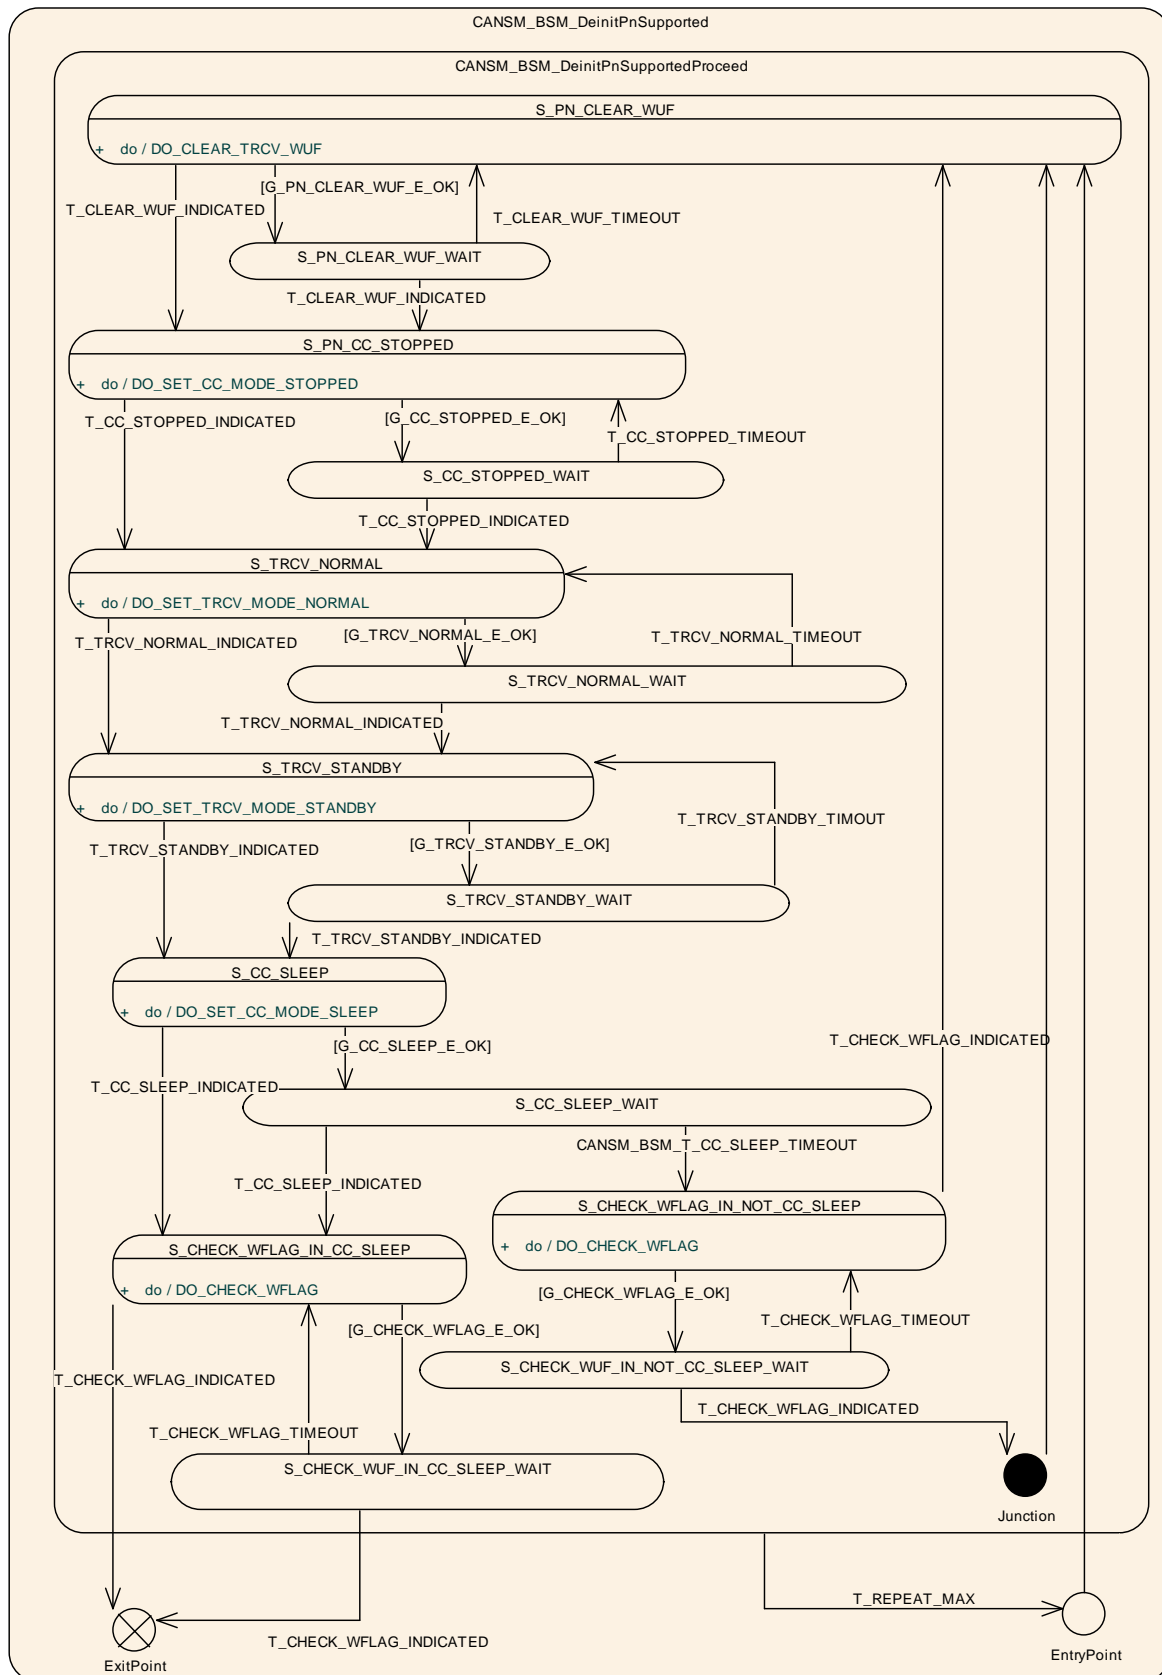 CANSM_BSM_DeinitPnSupported
CANSM_BSM_DeinitPnSupportedProceed
S_PN_CLEAR_WUF
+ do / DO_CLEAR_TRCV_WUF
[G_PN_CLEAR_WUF_E_OK]
T_CLEAR_WUF_INDICATED
T_CLEAR_WUF_TIMEOUT
S_PN_CLEAR_WUF_WAIT
T_CLEAR_WUF_INDICATED
S_PN_CC_STOPPED
+ do / DO_SET_CC_MODE_STOPPED
T_CC_STOPPED_INDICATED
[G_CC_STOPPED_E_OK]
T_CC_STOPPED_TIMEOUT
S_CC_STOPPED_WAIT
T_CC_STOPPED_INDICATED
S_TRCV_NORMAL
+ do / DO_SET_TRCV_MODE_NORMAL
T_TRCV_NORMAL_INDICATED
[G_TRCV_NORMAL_E_OK]
T_TRCV_NORMAL_TIMEOUT
S_TRCV_NORMAL_WAIT
T_TRCV_NORMAL_INDICATED
S_TRCV_STANDBY
+ do / DO_SET_TRCV_MODE_STANDBY
T_TRCV_STANDBY_TIMOUT
T_TRCV_STANDBY_INDICATED
[G_TRCV_STANDBY_E_OK]
S_TRCV_STANDBY_WAIT
T_TRCV_STANDBY_INDICATED
S_CC_SLEEP
+ do / DO_SET_CC_MODE_SLEEP
[G_CC_SLEEP_E_OK]
T_CHECK_WFLAG_INDICATED
T_CC_SLEEP_INDICATED
S_CC_SLEEP_WAIT
CANSM_BSM_T_CC_SLEEP_TIMEOUT
T_CC_SLEEP_INDICATED
S_CHECK_WFLAG_IN_NOT_CC_SLEEP
+ do / DO_CHECK_WFLAG
S_CHECK_WFLAG_IN_CC_SLEEP
+ do / DO_CHECK_WFLAG
[G_CHECK_WFLAG_E_OK]
T_CHECK_WFLAG_TIMEOUT
[G_CHECK_WFLAG_E_OK]
S_CHECK_WUF_IN_NOT_CC_SLEEP_WAIT
T_CHECK_WFLAG_INDICATED
T_CHECK_WFLAG_INDICATED
T_CHECK_WFLAG_TIMEOUT
S_CHECK_WUF_IN_CC_SLEEP_WAIT
Junction
T_REPEAT_MAX
T_CHECK_WFLAG_INDICATED
EntryPoint
ExitPoint